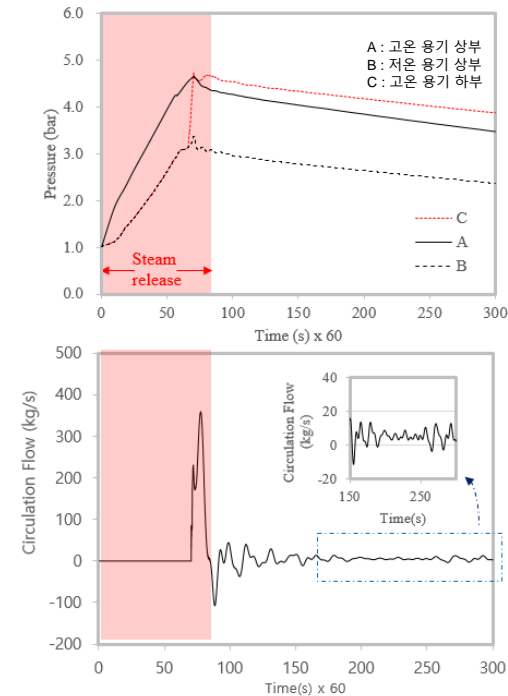 6.0
5.0
4.0
3.0
2.0
1.0
0.0
Pressure (bar)
A : 고온 용기 상부
B : 저온 용기 상부
C : 고온 용기 하부
C
A
B
Steam
release
0 50 100 150 200 250 300
Time (s) x 60
500
400
300
200
100
0
-100
-200
Circulation Flow (kg/s)
40
20
0
-20
Circulation Flow
(kg/s)
150 250
Time(s)
0 50 100 150 200 250 300
Time(s) x 60